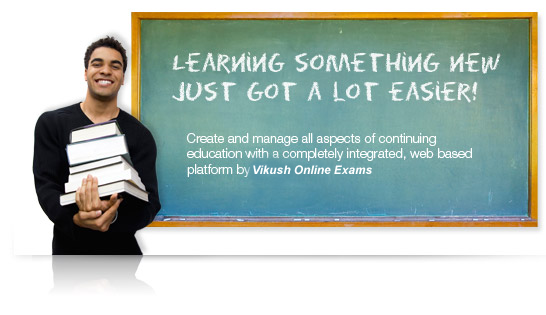 LEARNING SOMETHING NEW
JUST GOT A LOT EASIER!
Create and manage all aspects of continuing
education with a completely integrated, web based
platform by Vikush Online Exams